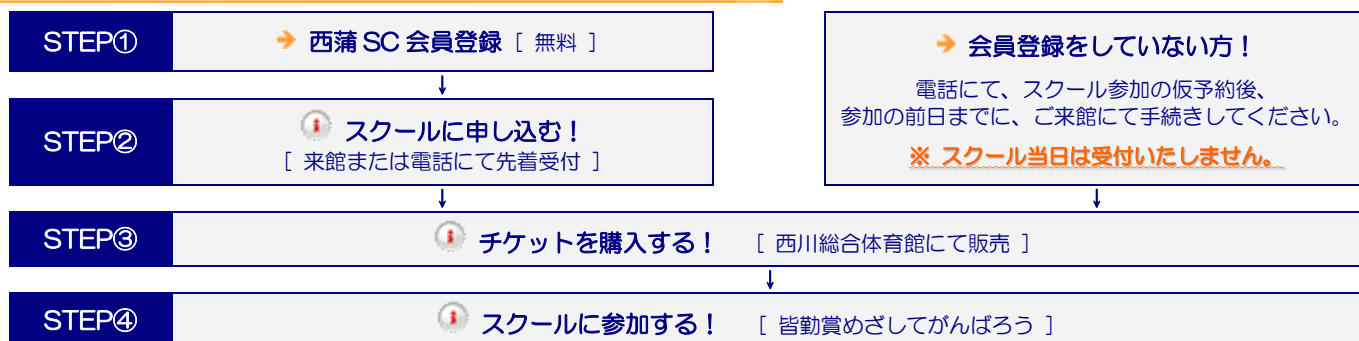 STEP①
西蒲SC会員登録 [ 無料 ]
↓
STEP②
スクールに申し込む！
[ 来館または電話にて先着受付 ]
↓
会員登録をしていない方！
電話にて、スクール参加の仮予約後、
参加の前日までに、ご来館にて手続きしてください。
※ スクール当日は受付いたしません。
↓
STEP③
チケットを購入する！ [ 西川総合体育館にて販売 ]
↓
STEP④
スクールに参加する！ [ 皆勤賞めざしてがんばろう ]